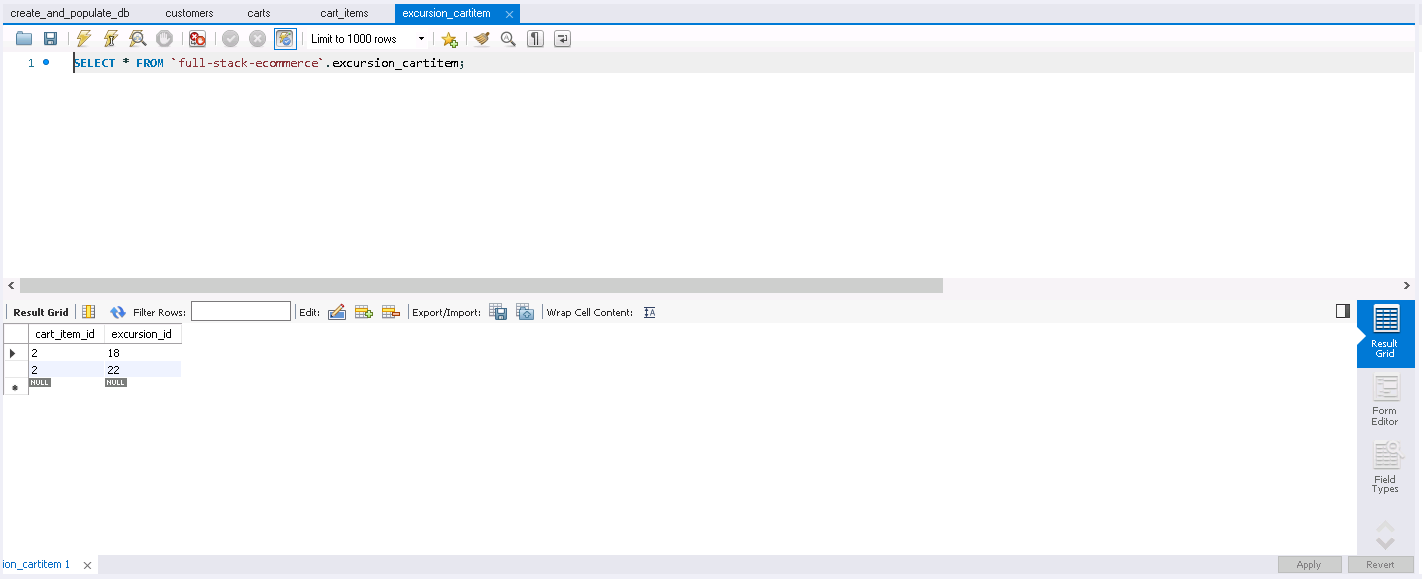 create_and_populate_db customers carts cart_items excursion_cartitem
Limit to 1000 rows
1 SELECT * FROM `full-stack-ecommerce`.excursion_cartitem;
Result Grid Filter Rows: Edit: Export/Import: Wrap Cell Content:
cart_item_id excursion_id
2 18
2 22
NULL NULL
Result
Grid
Form
Editor
Field
Types
ion_cartitem 1
Apply Revert